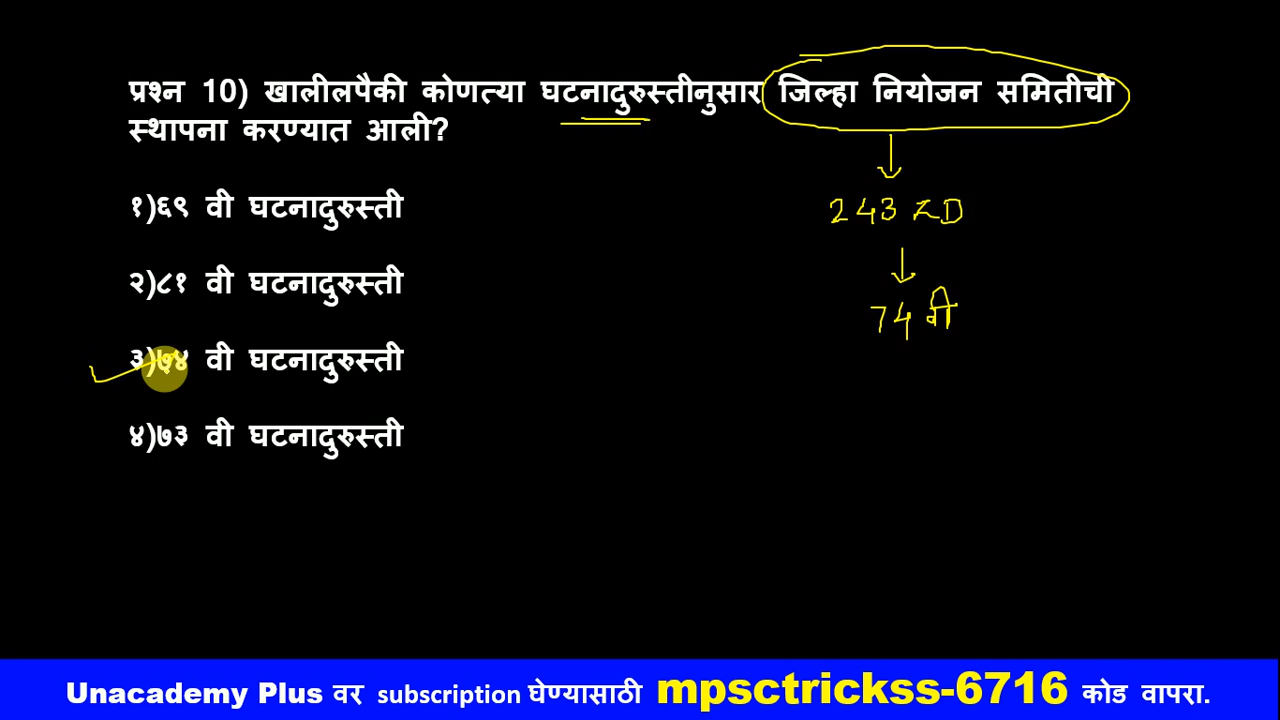 प्रश्न 10) खालीलपैकी कोणत्या घटनादुरुस्तीनुसार जिल्हा नियोजन समितीची
स्थापना करण्यात आली?
243 ZD
१)६९ वी घटनादुरुस्ती
२)८१ वी घटनादुरुस्ती
74 वी
३)७४ वी घटनादुरुस्ती
४)७३ वी घटनादुरुस्ती
Unacademy Plus वर subscription घेण्यासाठी mpsctrickss-6716 कोड वापरा.